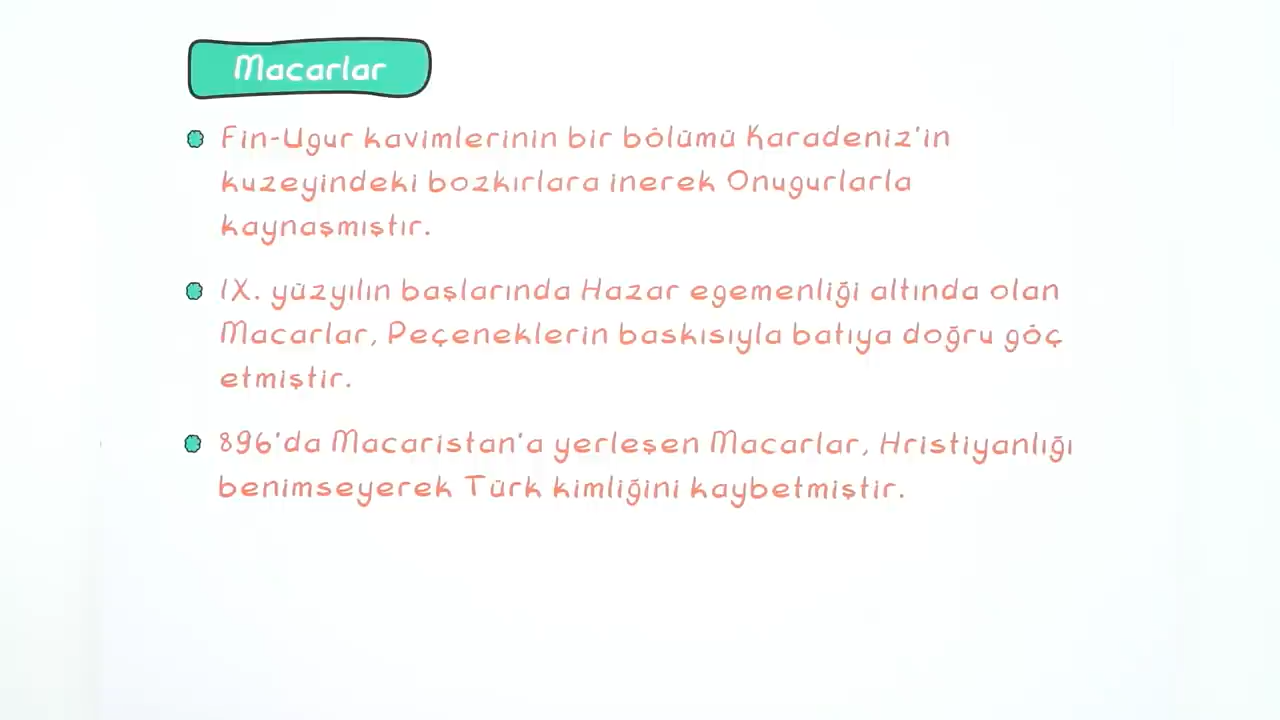 Macarlar
Fin-Ugur kavimlerinin bir bölümü Karadeniz'in
kuzeyindeki bozkırlara inerek Onugurlarla
kaynaşmıştır.
IX. yüzyılın başlarında Hazar egemenliği altında olan
Macarlar, Peçeneklerin baskısıyla batıya doğru göç
etmiştir.
896'da Macaristan'a yerleşen Macarlar, Hristiyanlığı
benimseyerek Türk kimliğini kaybetmiştir.